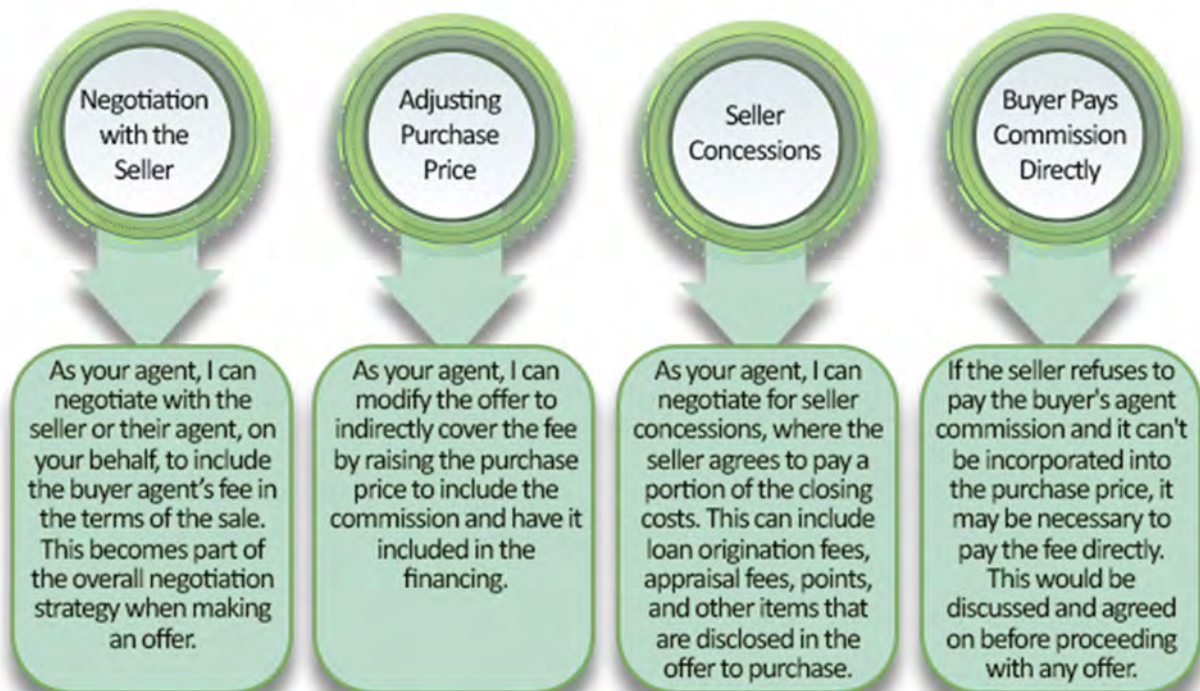 Negotiation
with the
Seller
Adjusting
Purchase
Price
Seller
Concessions
Buyer Pays
Commission
Directly
As your agent, I can
negotiate with the
seller or their agent, on
your behalf, to include
the buyer agent’s fee in
the terms of the sale.
This becomes part of
the overall negotiation
strategy when making
an offer.
As your agent, I can
modify the offer to
indirectly cover the fee
by raising the purchase
price to include the
commission and have it
included in the
financing.
As your agent, I can
negotiate for seller
concessions, where the
seller agrees to pay a
portion of the closing
costs. This can include
loan origination fees,
appraisal fees, points,
and other items that
are disclosed in the
offer to purchase.
If the seller refuses to
pay the buyer's agent
commission and it can't
be incorporated into
the purchase price, it
may be necessary to
pay the fee directly.
This would be
discussed and agreed
on before proceeding
with any offer.